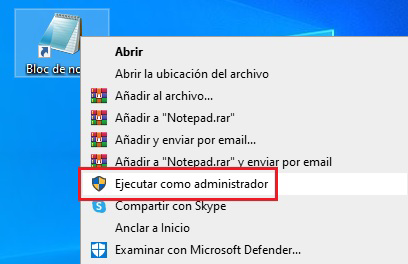 Bloc de no
Abrir
Abrir la ubicación del archivo
Añadir al archivo...
Añadir a "Notepad.rar"
Añadir y enviar por email...
Añadir a "Notepad.rar" y enviar por email
Ejecutar como administrador
Compartir con Skype
Anclar a Inicio
Examinar con Microsoft Defender...